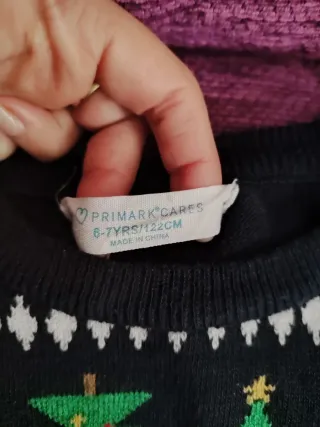 PRIMARK® CARES
6-7YRS/122CM
MADE IN CHINA